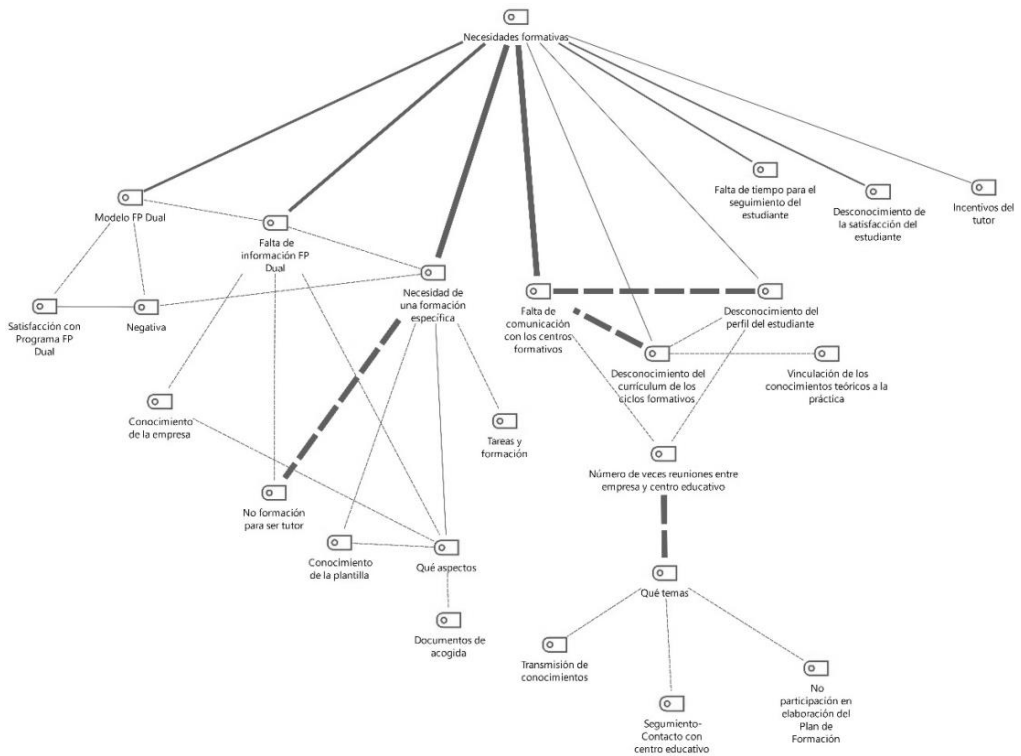 Necesidades formativas
Falta de tiempo para el
seguimiento del
estudiante
Desconocimiento de
la satisfacción del
estudiante
Incentivos del
tutor
Modelo FP Dual
Falta de
información FP
Dual
Necesidad de
una formación
específica
Falta de
comunicación
con los centros
formativos
Desconocimiento del
perfil del estudiante
Satisfacción con
Programa FP
Dual
Negativa
Desconocimiento del
currículum de los
ciclos formativos
Vinculación de los
conocimientos teóricos a la
práctica
Conocimiento
de la empresa
Tareas y
formación
Número de veces reuniones entre
empresa y centro educativo
No formación
para ser tutor
Conocimiento
de la plantilla
Qué aspectos
Qué temas
Documentos de
acogida
Transmisión de
conocimientos
Segumiento-
Contacto con
centro educativo
No
participación en
elaboración del
Plan de
Formación